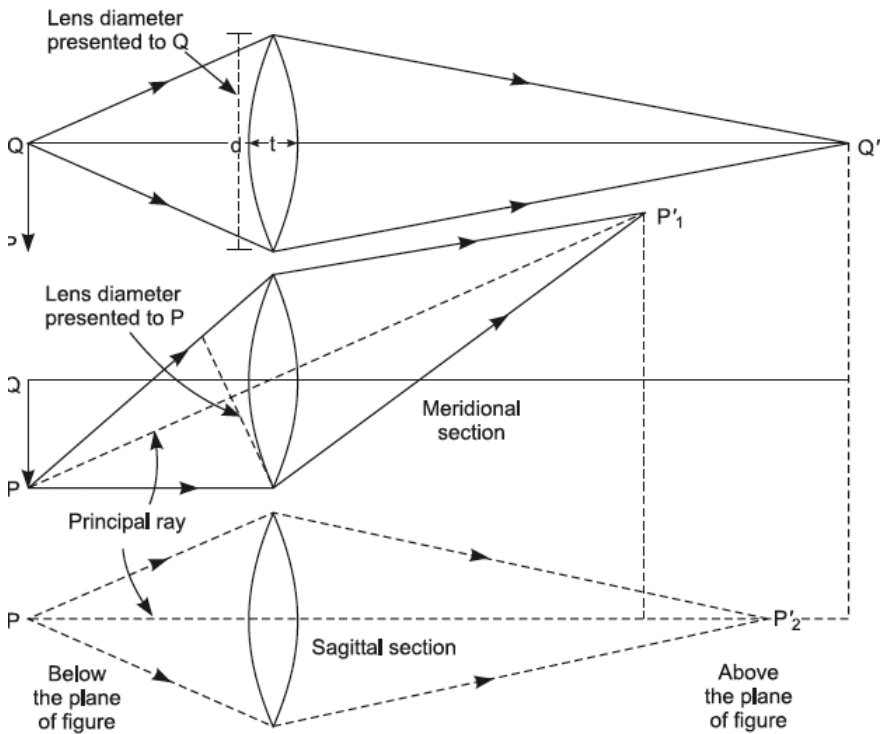 Lens diameter
presented to Q
Q
d
t
Q′
P
P′1
Lens diameter
presented to P
Q
Meridional
section
P
Principal ray
P
P′2
Sagittal section
Below
the plane
of figure
Above
the plane
of figure